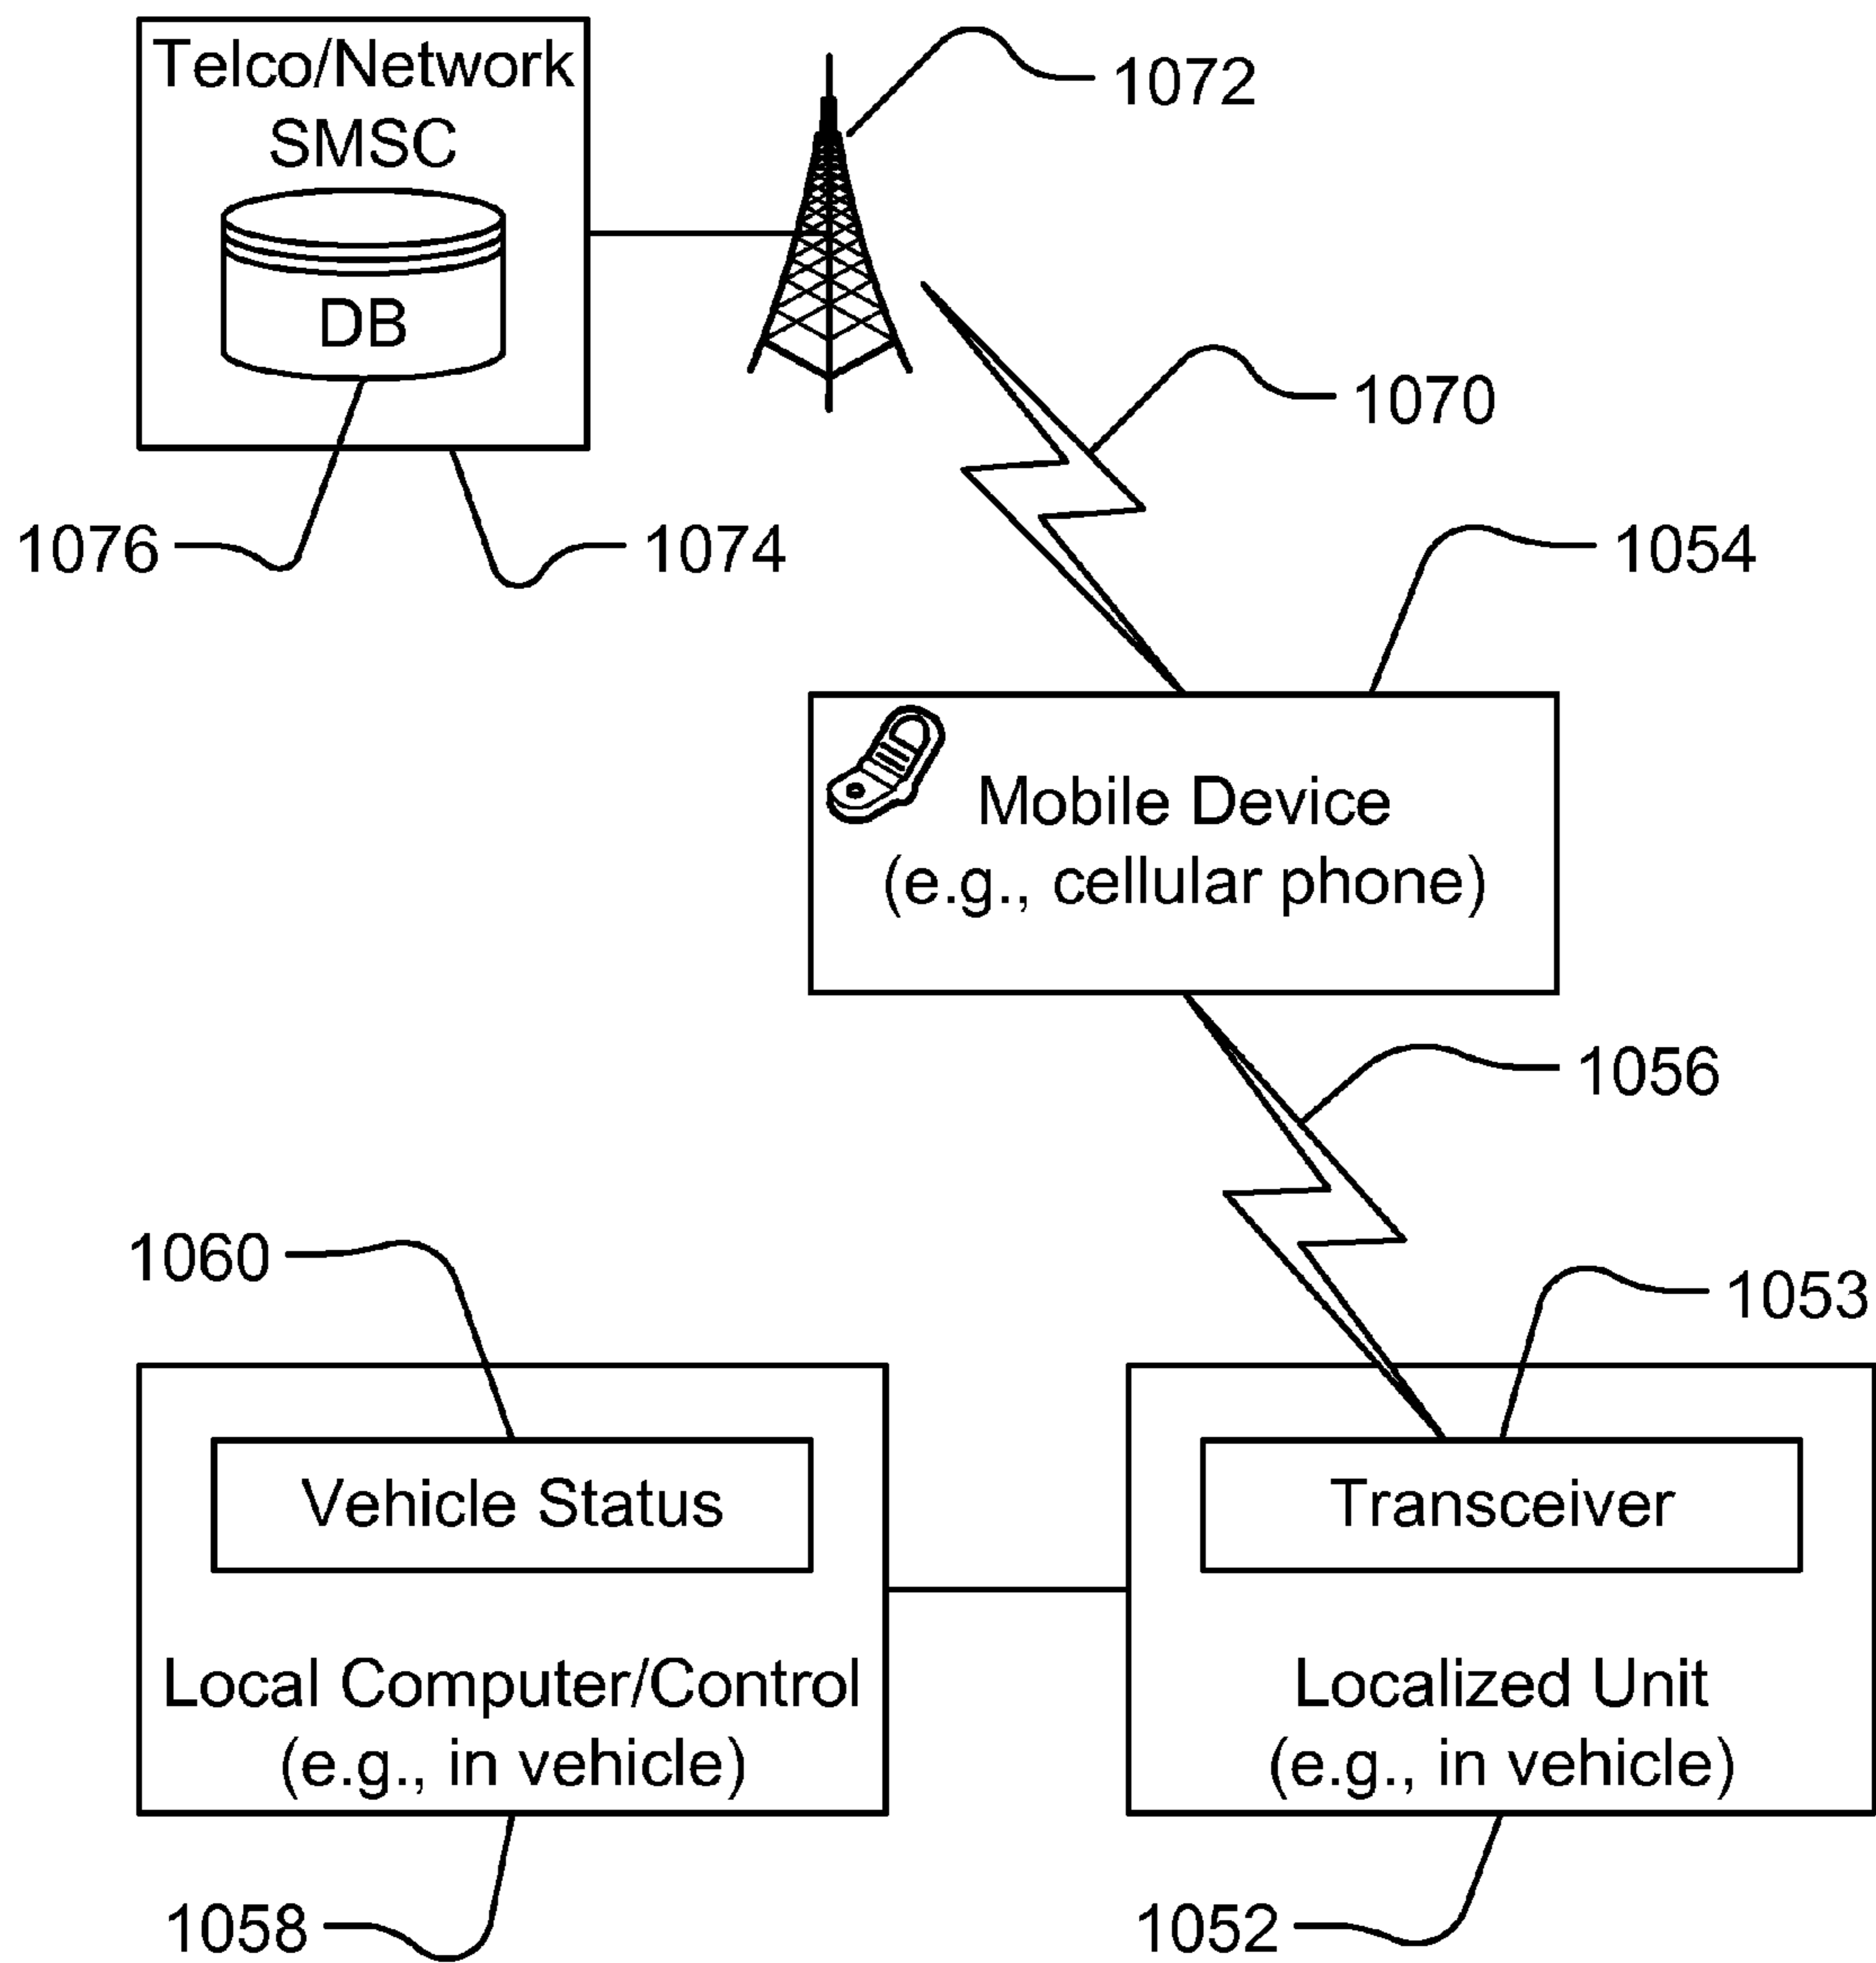 Telco/Network
SMSC
DB
1072
1070
1076
1074
1054
Mobile Device
(e.g., cellular phone)
1056
1060
1053
Vehicle Status
Transceiver
Local Computer/Control
(e.g., in vehicle)
Localized Unit
(e.g., in vehicle)
1058
1052